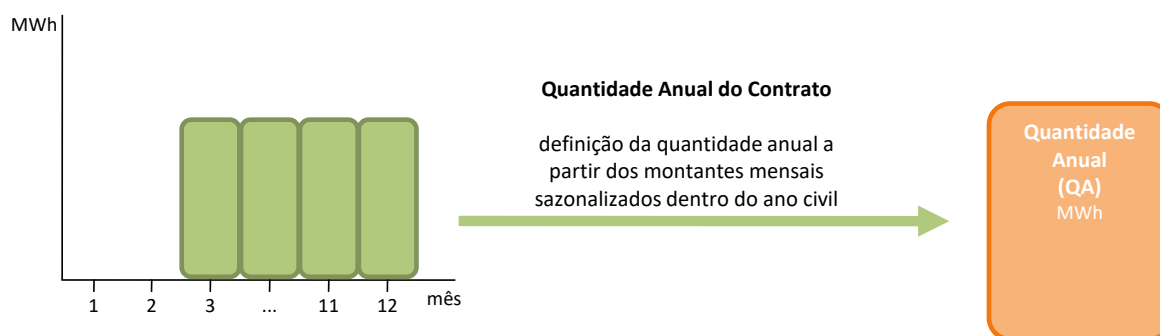 MWh
1
2
3
...
11
12
mês
Quantidade Anual do Contrato
definição da quantidade anual a
partir dos montantes mensais
sazonalizados dentro do ano civil
Quantidade
Anual
(QA)
MWh